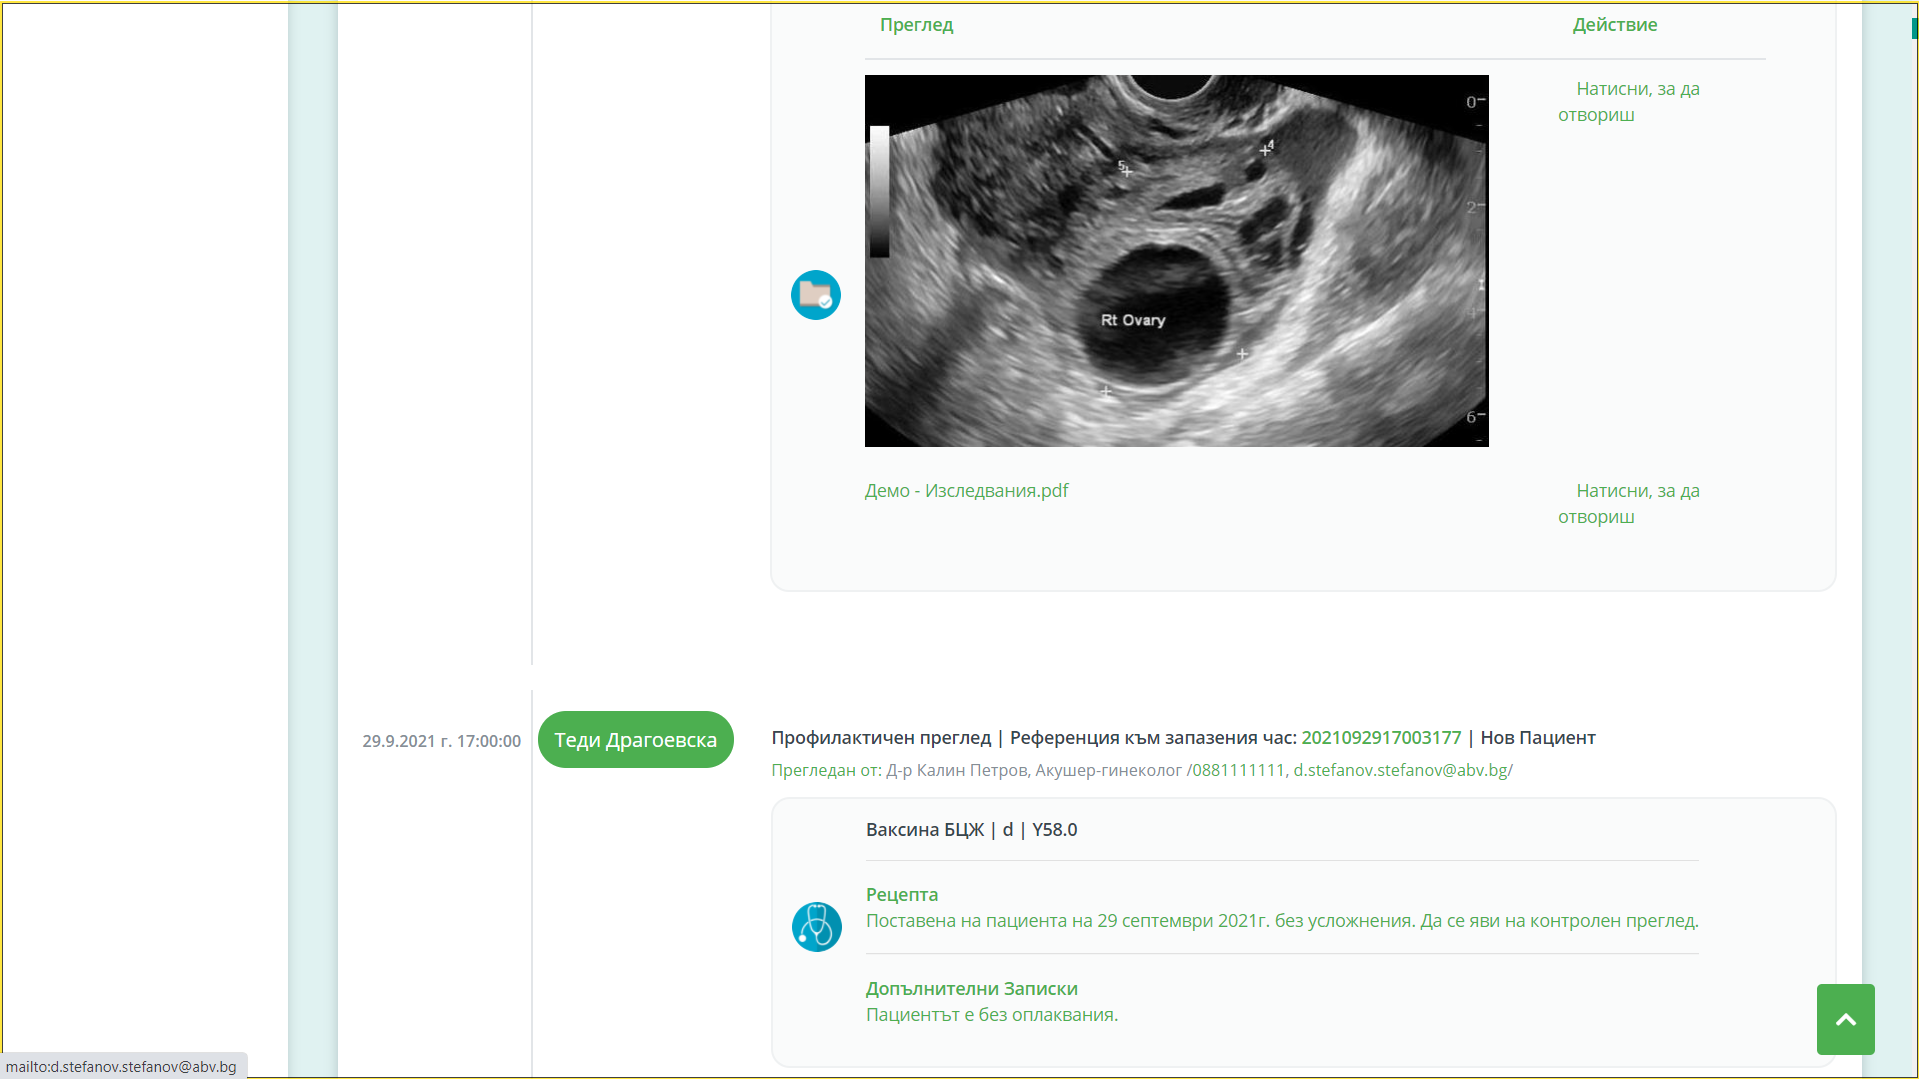 Преглед
Действие
5
4
0
2
4
6
Rt Ovary
Натисни, за да
отвориш
Демо - Изследвания.pdf
Натисни, за да
отвориш
29.9.2021 г. 17:00:00
Теди Драгоевска
Профилактичен преглед | Референция към запазения час: 2021092917003177 | Нов Пациент
Прегледан от: Д-р Калин Петров, Акушер-гинеколог /0881111111, d.stefanov.stefanov@abv.bg/
Ваксина БЦЖ | d | Y58.0
Рецепта
Поставена на пациента на 29 септември 2021г. без усложнения. Да се яви на контролен преглед.
Допълнителни Записки
Пациентът е без оплаквания.
mailto:d.stefanov.stefanov@abv.bg